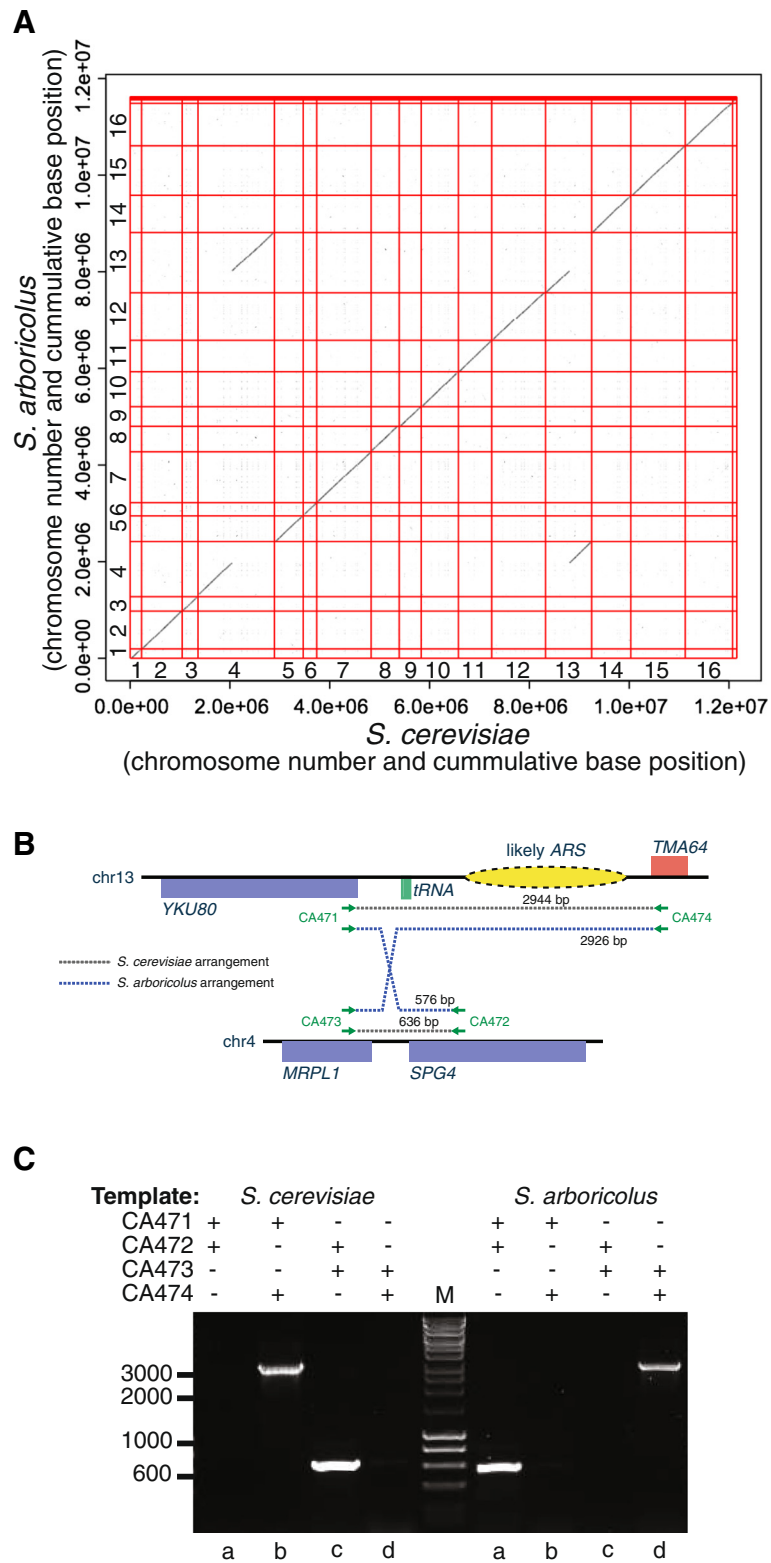 A
S. arboricolus
(chromosome number and cummulative base position)
0.0e+00 2.0e+06 4.0e+06 6.0e+06 8.0e+06 1.0e+07 1.2e+07
1 2 3 4 5 6 7 8 9 10 11 12 13 14 15 16
1 2 3 4 5 6 7 8 9 10 11 12 13 14 15 16
0.0e+00 2.0e+06 4.0e+06 6.0e+06 8.0e+06 1.0e+07 1.2e+07
S. cerevisiae
(chromosome number and cummulative base position)
B
likely ARS
TMA64
chr13
YKU80
tRNA
2944 bp
CA471
CA474
2926 bp
S. cerevisiae arrangement
S. arboricolus arrangement
576 bp
CA473
636 bp
CA472
chr4
MRPL1
SPG4
C
Template: S. cerevisiae S. arboricolus
CA471 + + - - + + - -
CA472 + - + - + - + -
CA473 - - + + - - + +
CA474 - + - + M - + - +
3000
2000
1000
600
a b c d a b c d